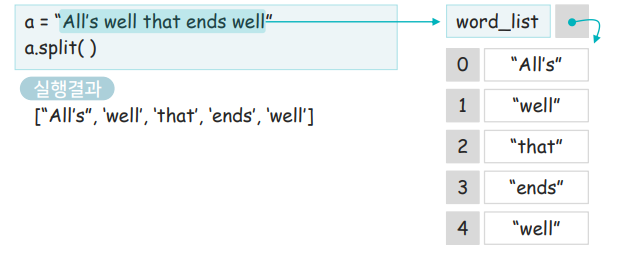 a = “All’s well that ends well”
a.split( )
실행결과
[“All’s”, ‘well’, ‘that’, ‘ends’, ‘well’]
word_list
0 “All’s”
1 “well”
2 “that”
3 “ends”
4 “well”